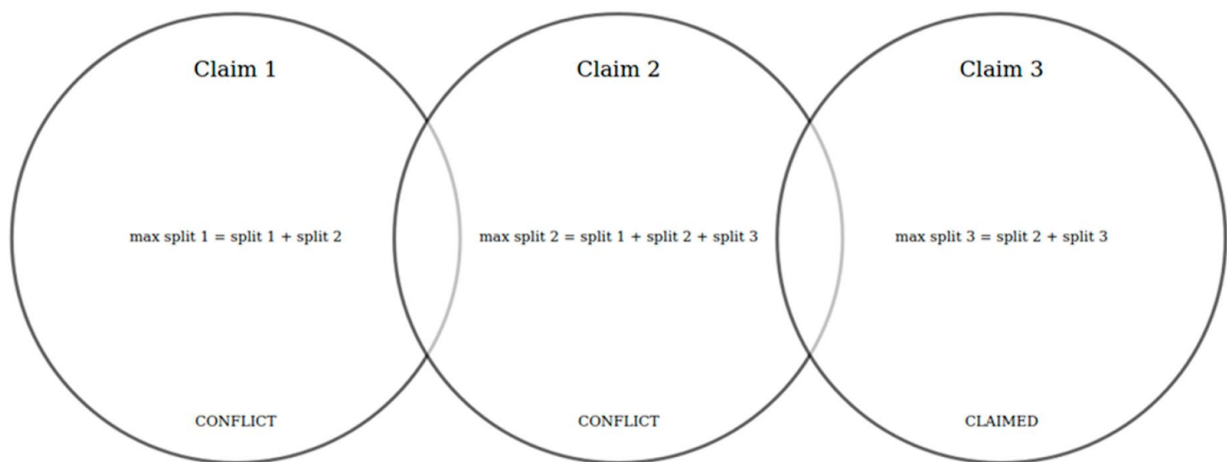 Claim 1
Claim 2
Claim 3
max split 1 = split 1 + split 2
max split 2 = split 1 + split 2 + split 3
max split 3 = split 2 + split 3
CONFLICT
CONFLICT
CLAIMED